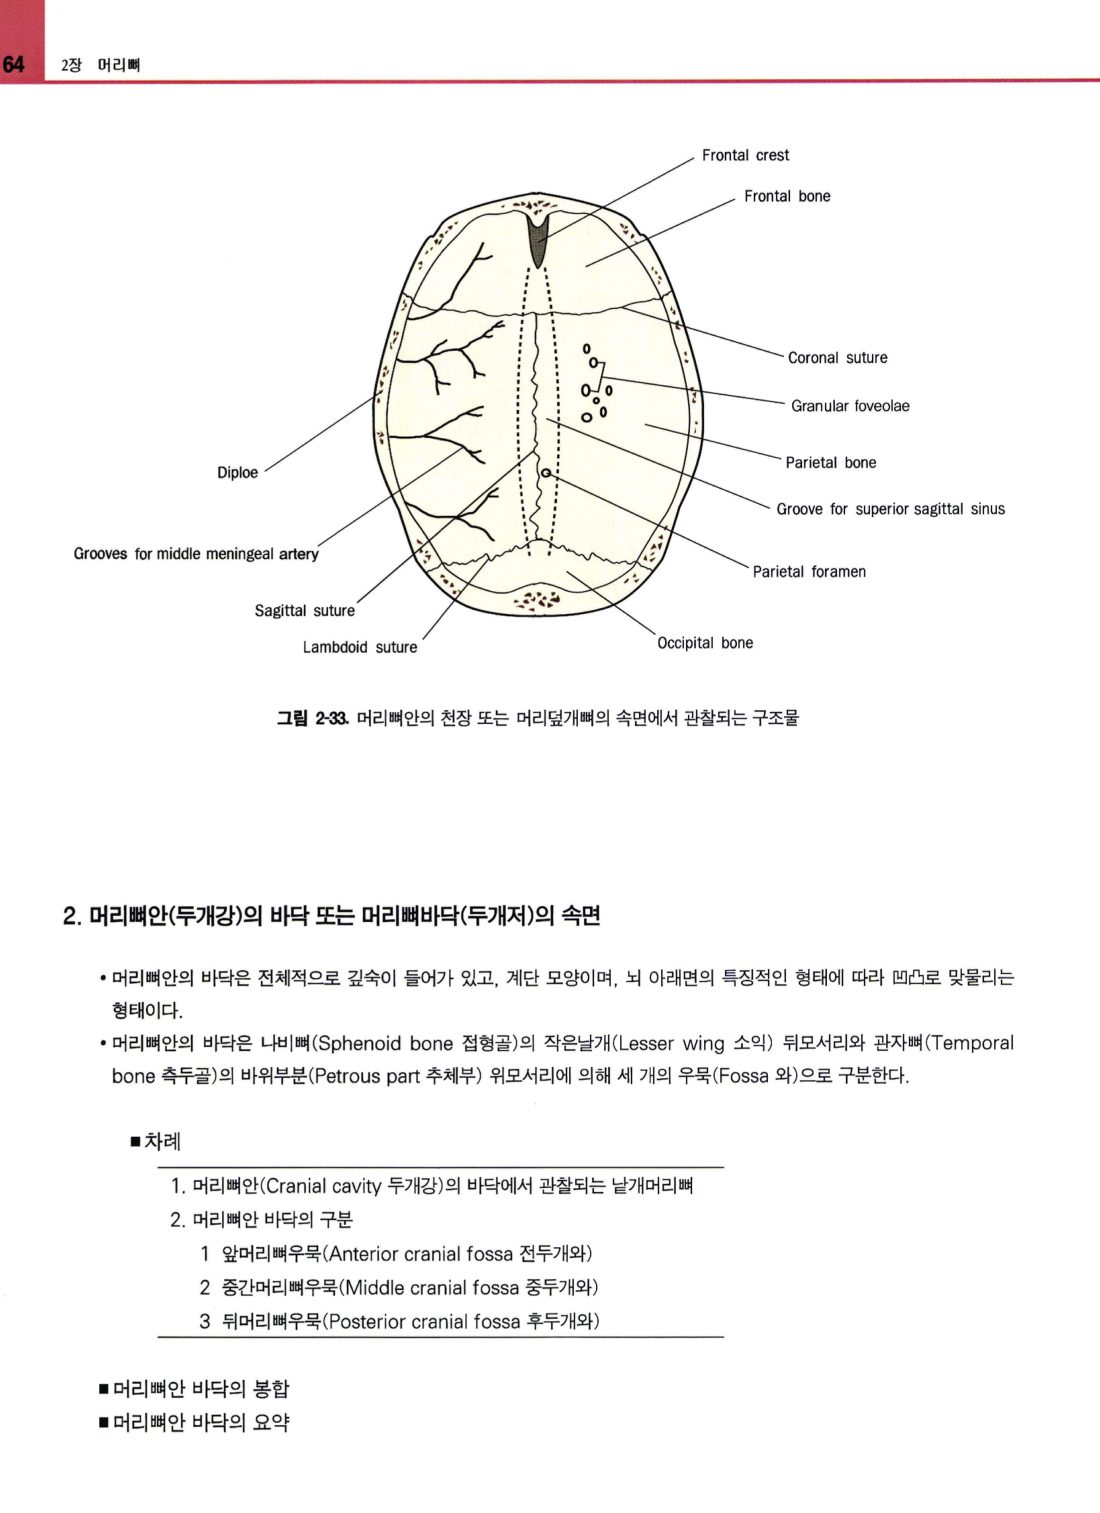 64
2장 머리뼈
Frontal crest
Frontal bone
Coronal suture
Granular foveolae
Parietal bone
Diploe
Groove for superior sagittal sinus
Grooves for middle meningeal artery
Parietal foramen
Sagittal suture
Lambdoid suture
Occipital bone
그림 2-33. 머리뼈안의 천장 또는 머리덮개뼈의 속면에서 관찰되는 구조물
2. 머리뼈안(두개강)의 바닥 또는 머리뼈바닥(두개저)의 속면
• 머리뼈안의 바닥은 전체적으로 깊숙이 들어가 있고, 계단 모양이며, 뇌 아래면의 특징적인 형태에 따라 凹凸로 맞물리는
형태이다.
• 머리뼈안의 바닥은 나비뼈(Sphenoid bone 접형골)의 작은날개(Lesser wing 소익) 뒤모서리와 관자뼈(Temporal
bone 측두골)의 바위부분(Petrous part 추체부) 위모서리에 의해 세 개의 우묵(Fossa 와)으로 구분한다.
■ 차례
1. 머리뼈안(Cranial cavity 두개강)의 바닥에서 관찰되는 낱개머리뼈
2. 머리뼈안 바닥의 구분
1 앞머리뼈우묵(Anterior cranial fossa 전두개와)
2 중간머리뼈우묵(Middle cranial fossa 중두개와)
3 뒤머리뼈우묵(Posterior cranial fossa 후두개와)
■ 머리뼈안 바닥의 봉합
■ 머리뼈안 바닥의 요약